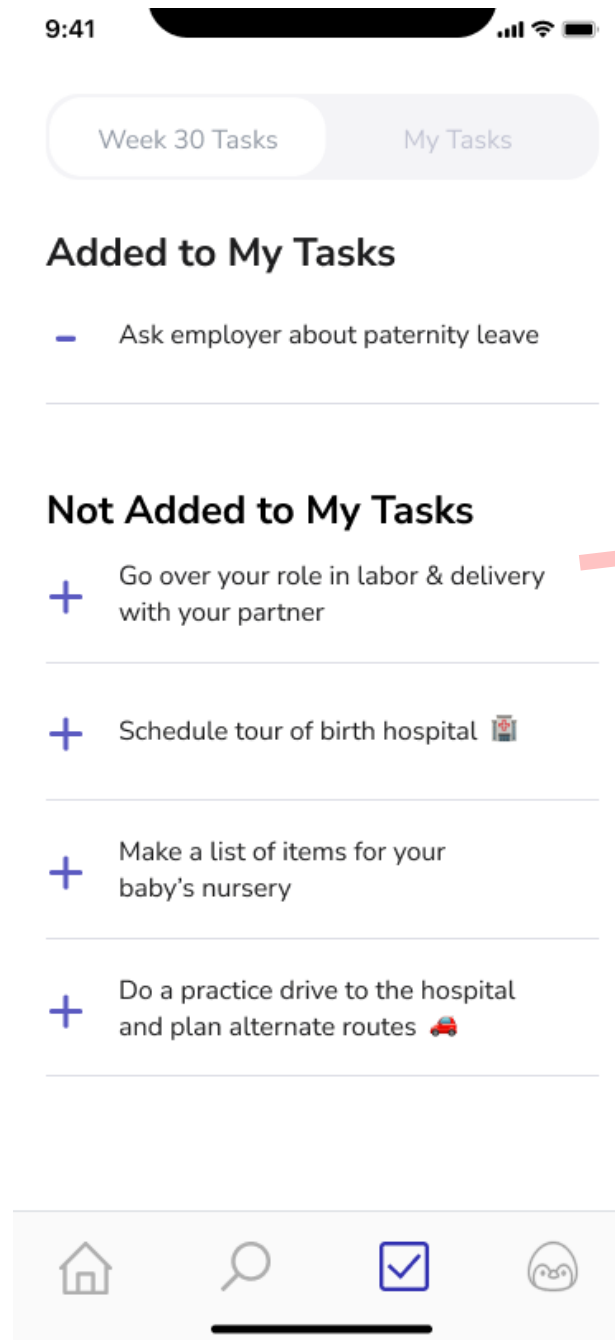 9:41
Week 30 Tasks
My Tasks
Added to My Tasks
Ask employer about paternity leave
Not Added to My Tasks
Go over your role in labor & delivery
with your partner
Schedule tour of birth hospital
Make a list of items for your
baby’s nursery
Do a practice drive to the hospital
and plan alternate routes